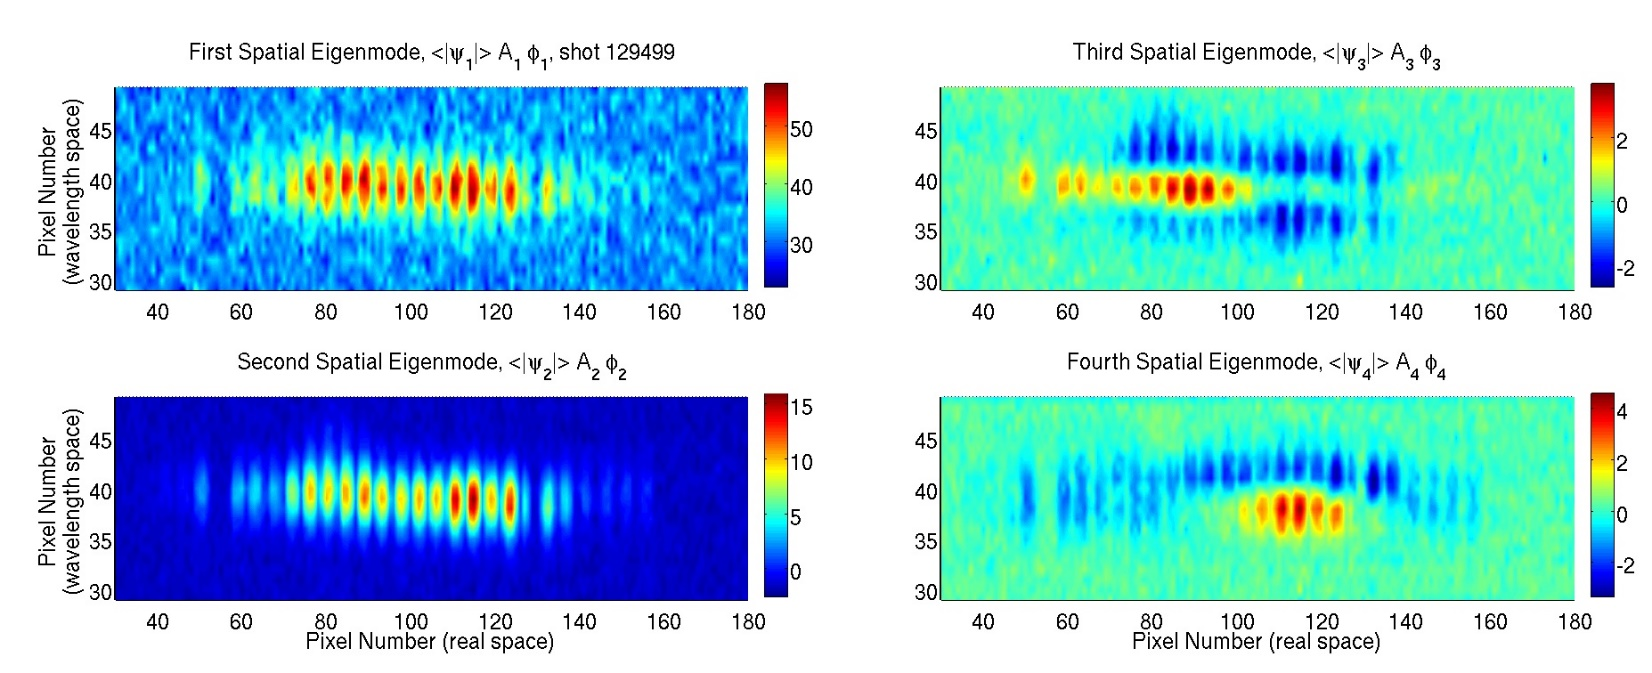 First Spatial Eigenmode, <|ψ1|> A1 ϕ1, shot 129499
Pixel Number
(wavelength space)
45
40
35
30
40 60 80 100 120 140 160 180
50
40
30
Third Spatial Eigenmode, <|ψ3|> A3 ϕ3
45
40
35
30
40 60 80 100 120 140 160 180
2
0
-2
Second Spatial Eigenmode, <|ψ2|> A2 ϕ2
Pixel Number
(wavelength space)
45
40
35
30
40 60 80 100 120 140 160 180
Pixel Number (real space)
15
10
5
0
Fourth Spatial Eigenmode, <|ψ4|> A4 ϕ4
45
40
35
30
40 60 80 100 120 140 160 180
Pixel Number (real space)
4
2
0
-2